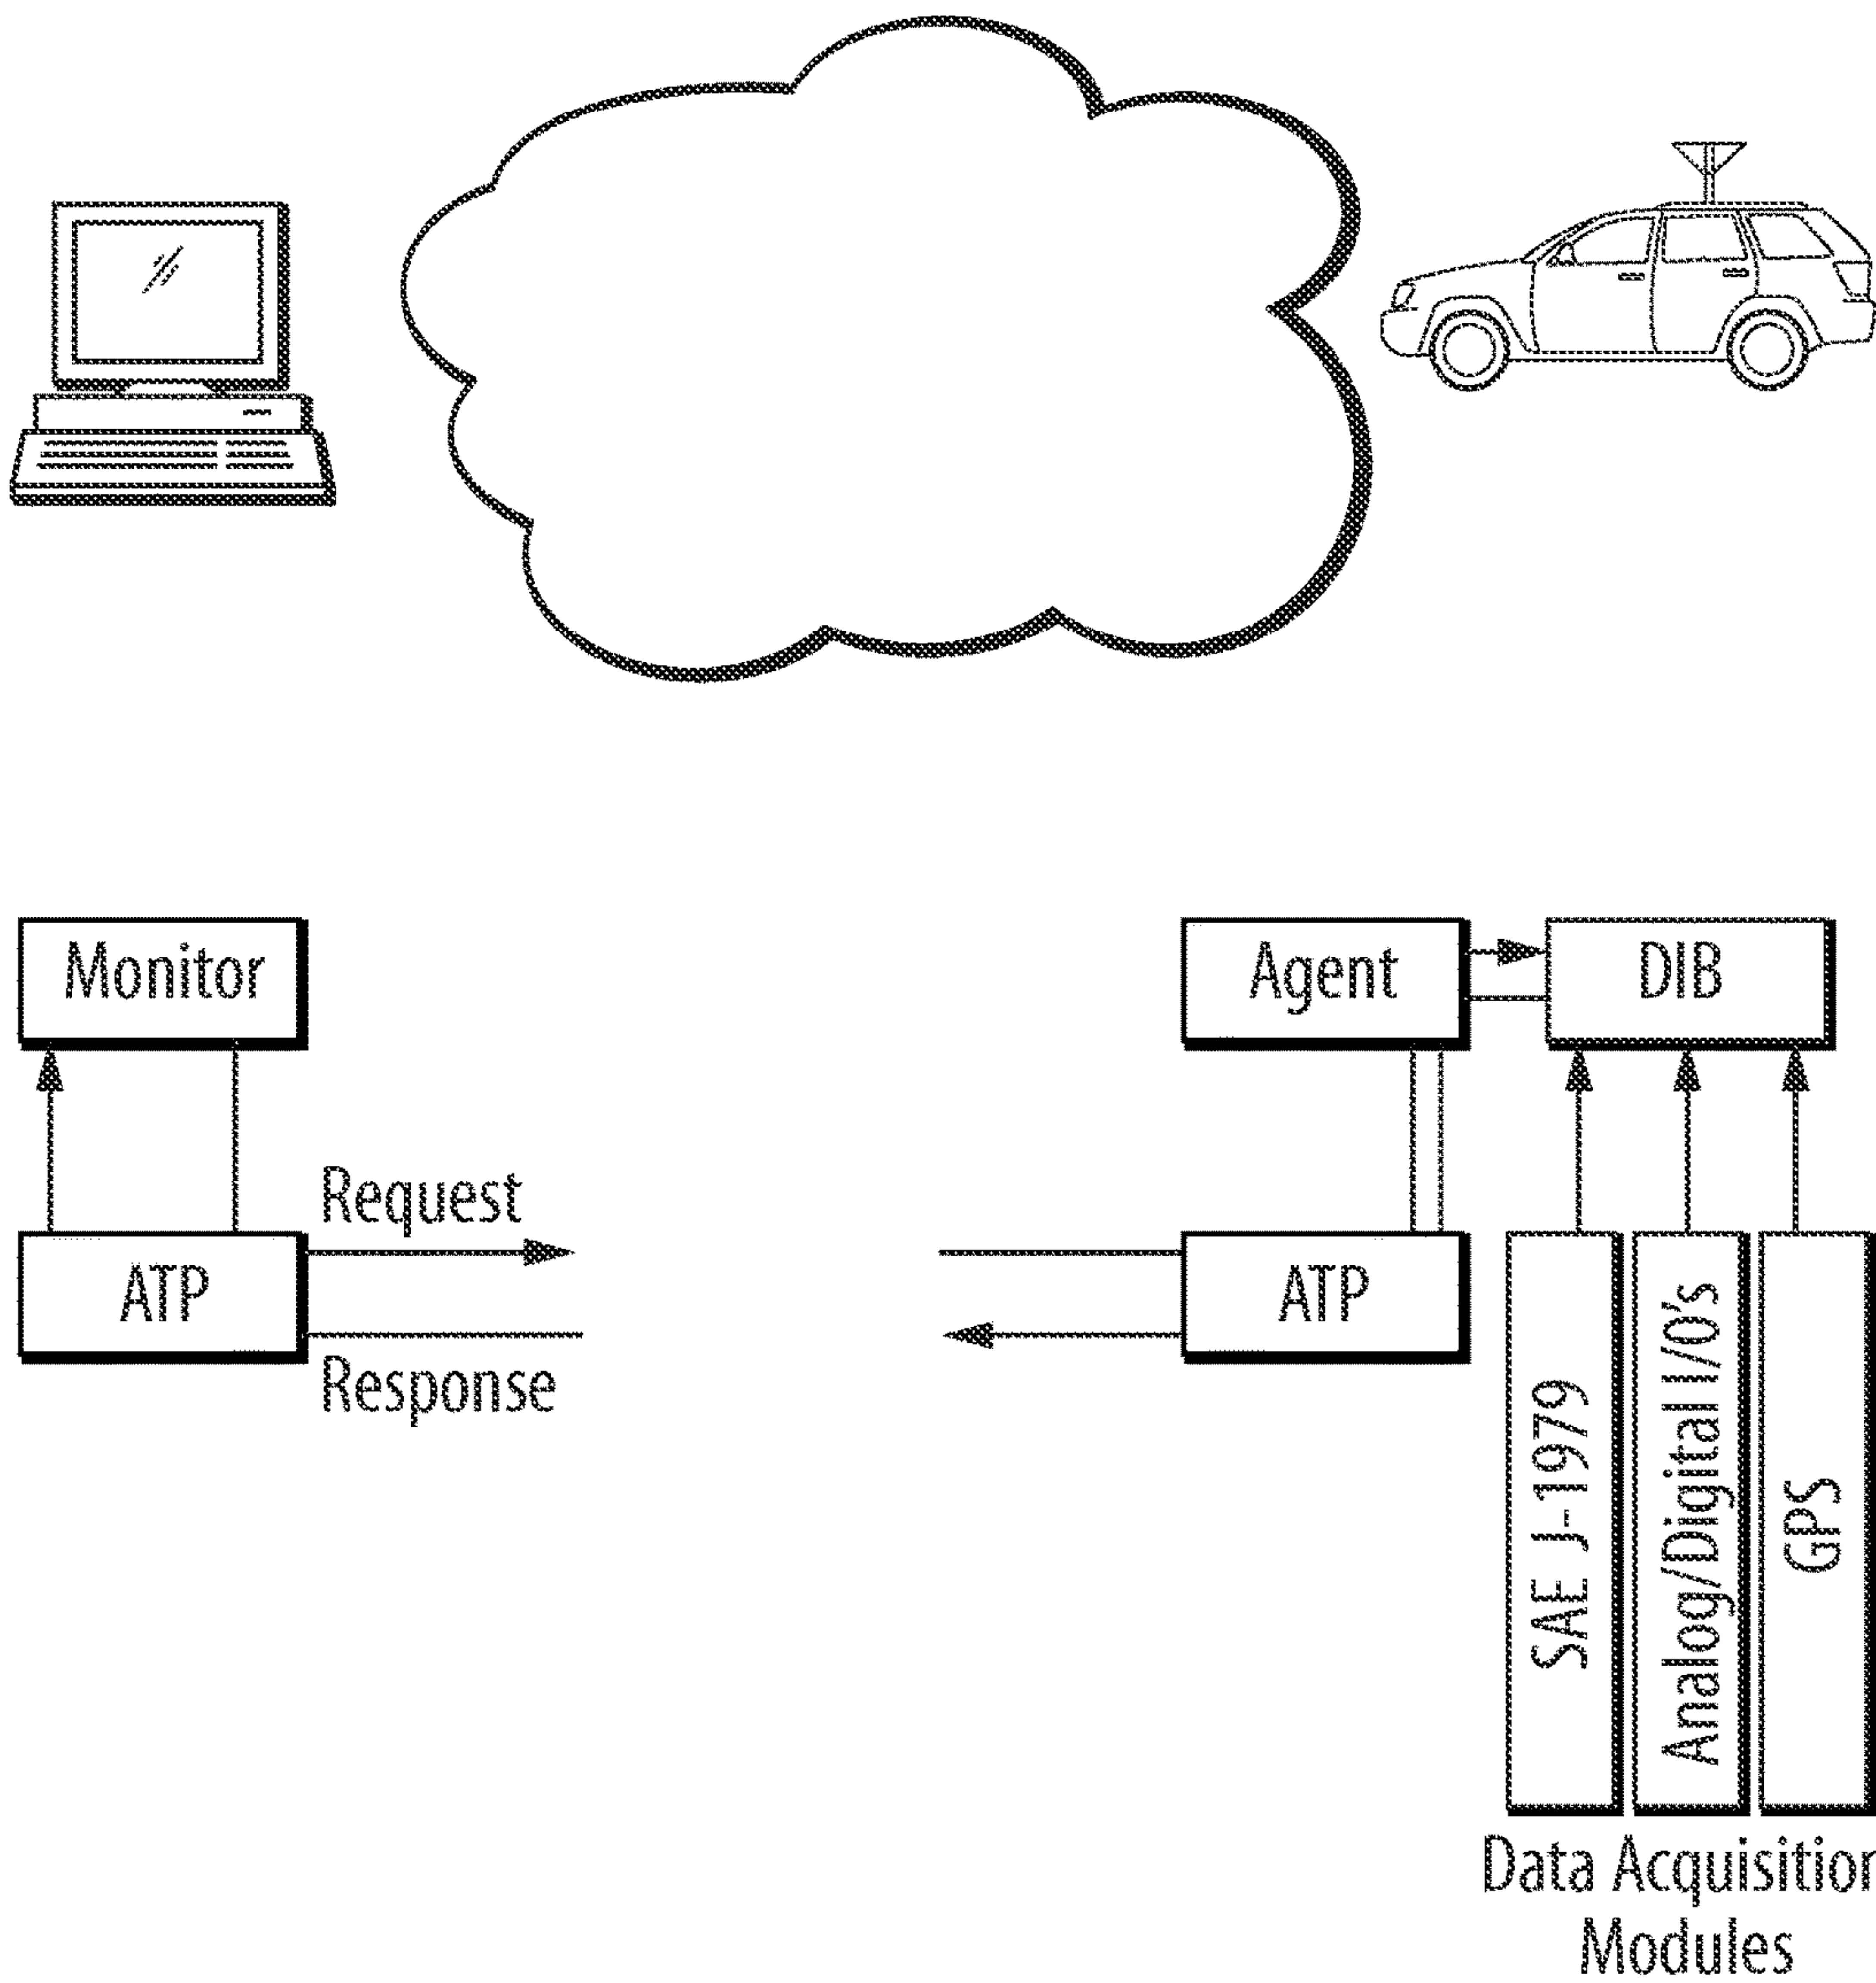 Monitor
Agent
DIB
Request
ATP
ATP
Response
SAE J-1979
Analog/Digital I/O's
GPS
Data Acquisition
Modules